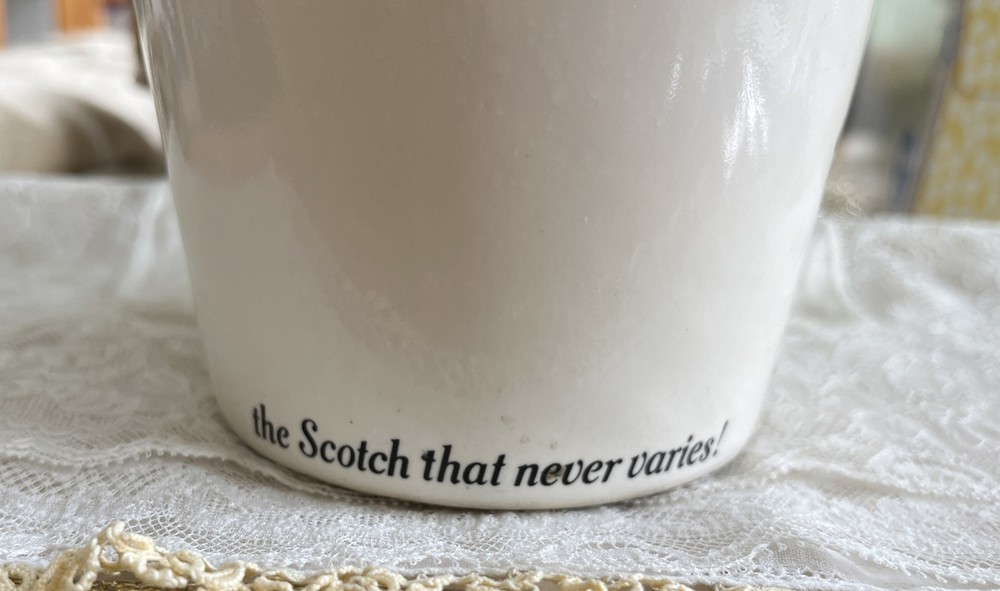 the Scotch that never varies!